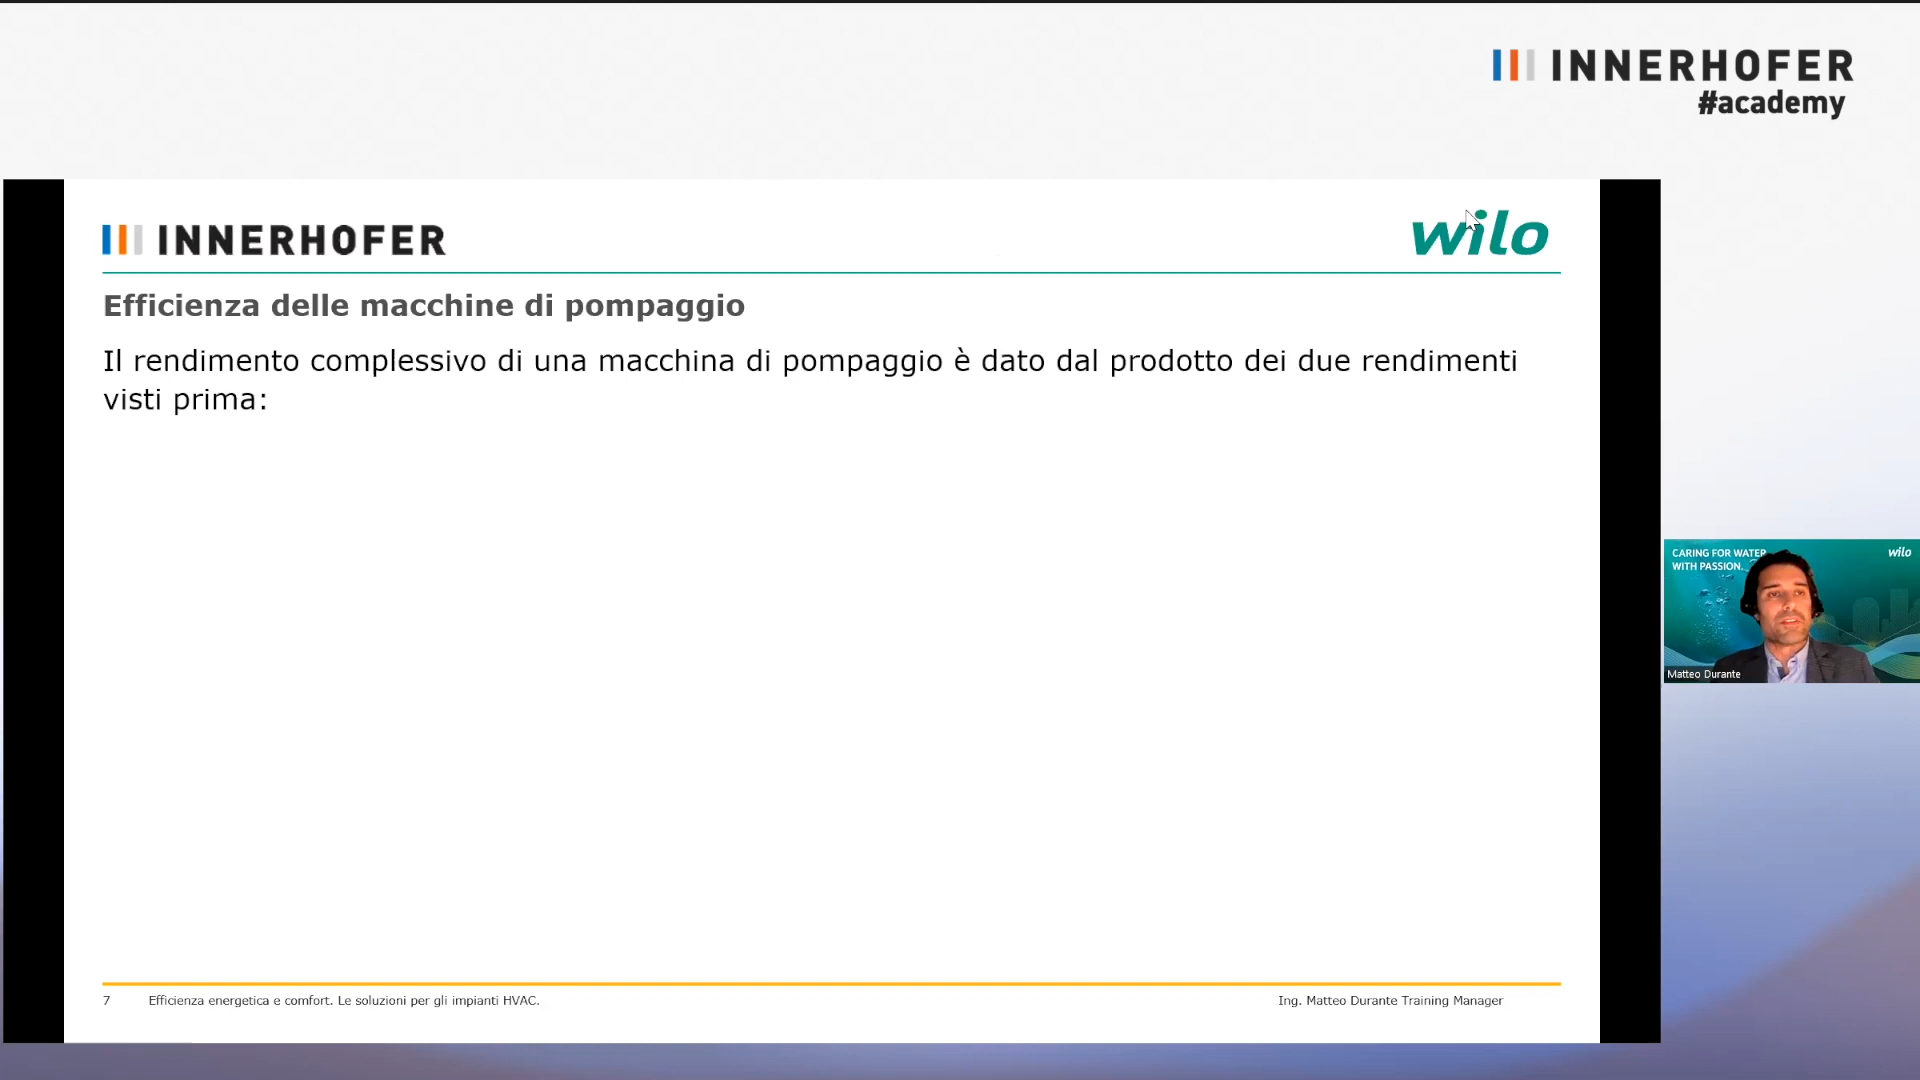 INNERHOFER
#academy
INNERHOFER
wilo
Efficienza delle macchine di pompaggio
Il rendimento complessivo di una macchina di pompaggio è dato dal prodotto dei due rendimenti
visti prima:
CARING FOR WATER
WITH PASSION.
wilo
Matteo Durante
7
Efficienza energetica e comfort. Le soluzioni per gli impianti HVAC.
Ing. Matteo Durante Training Manager